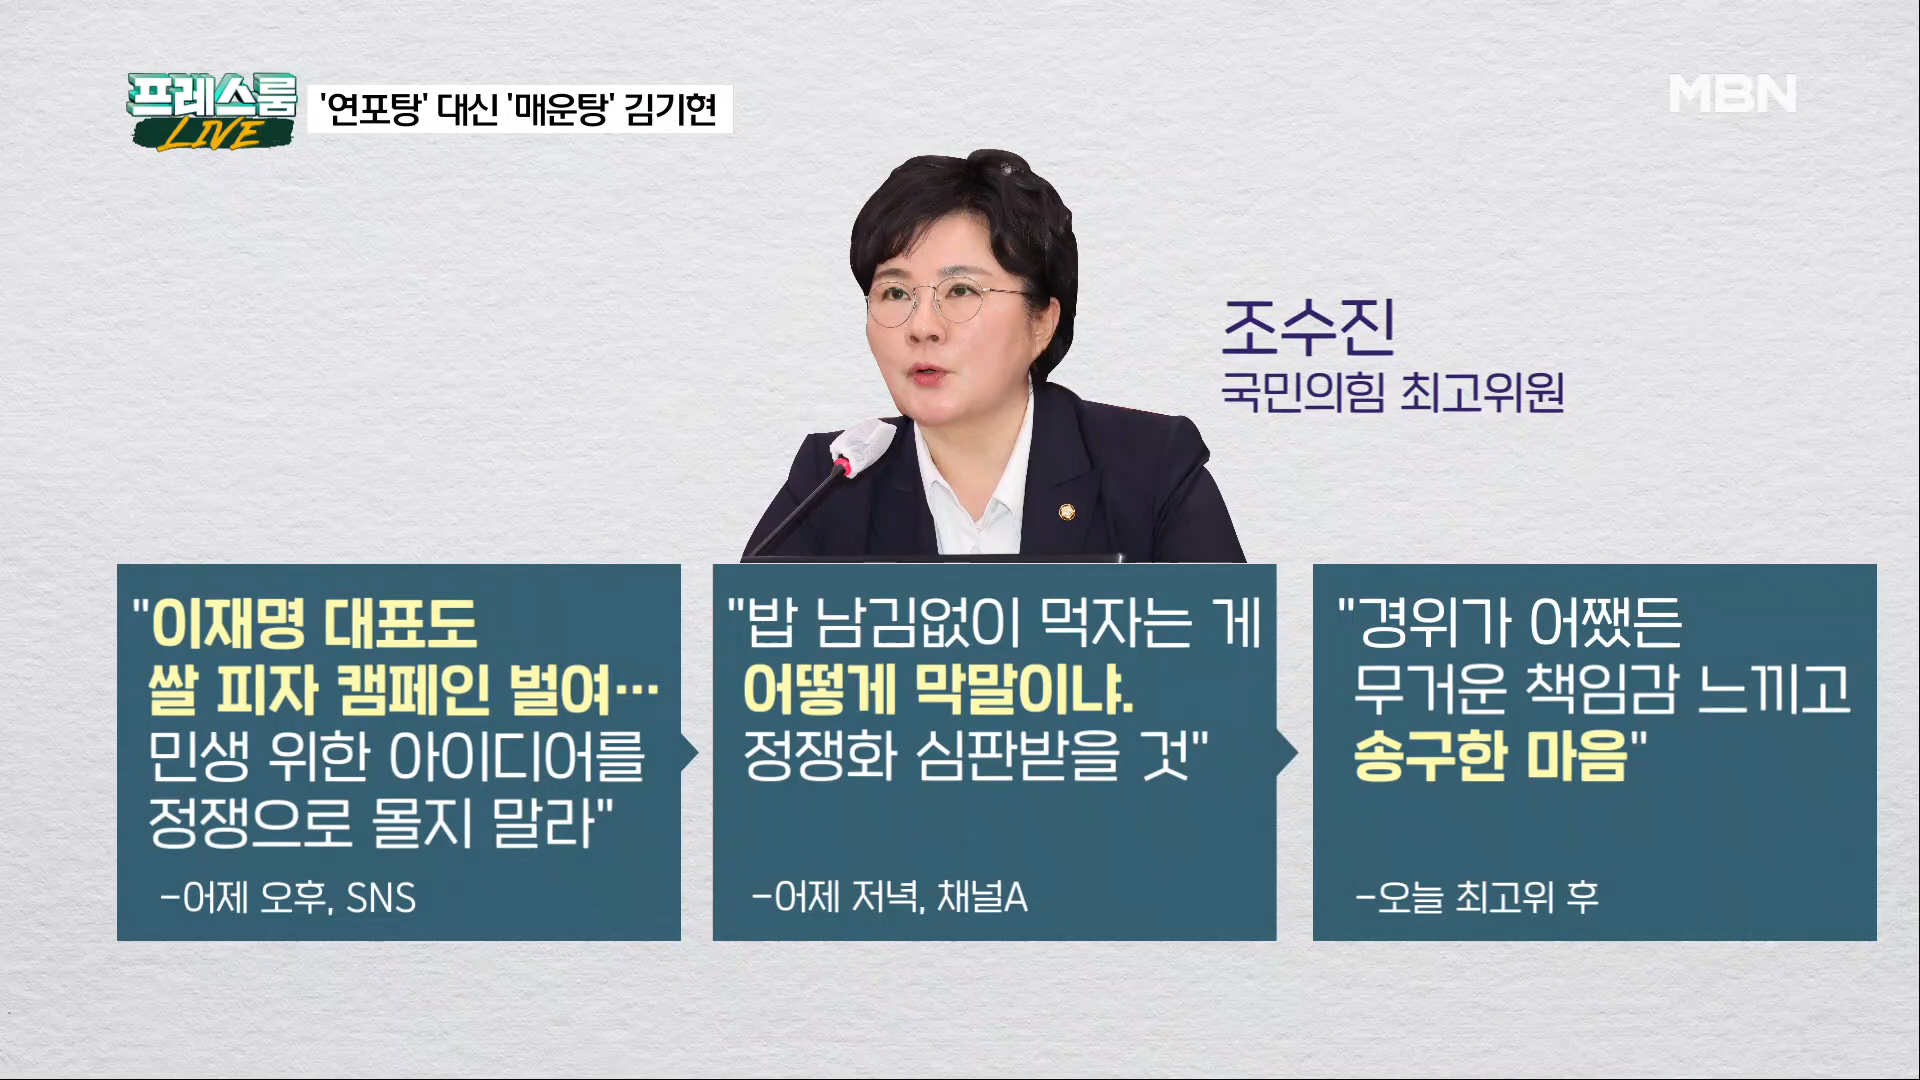 프레스룸
LIVE
'연포탕' 대신 '매운탕' 김기현
MBN
조수진
국민의힘 최고위원
"이재명 대표도
쌀 피자 캠페인 벌여…
민생 위한 아이디어를
정쟁으로 몰지 말라"
-어제 오후, SNS
"밥 남김없이 먹자는 게
어떻게 막말이냐.
정쟁화 심판받을 것"
-어제 저녁, 채널A
"경위가 어쨌든
무거운 책임감 느끼고
송구한 마음"
-오늘 최고위 후